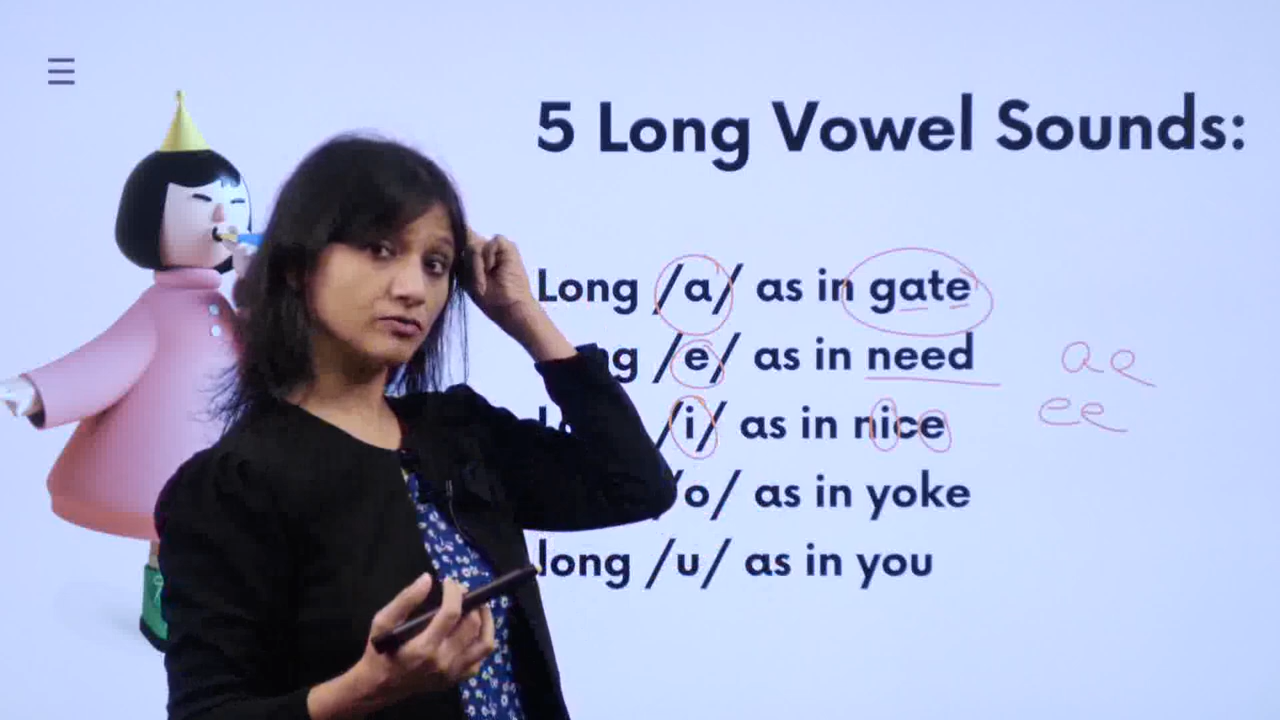 5 Long Vowel Sounds:
Long /a/ as in gate
ng /e/ as in need
ae
ee
/i/ as in nice
/o/ as in yoke
long /u/ as in you